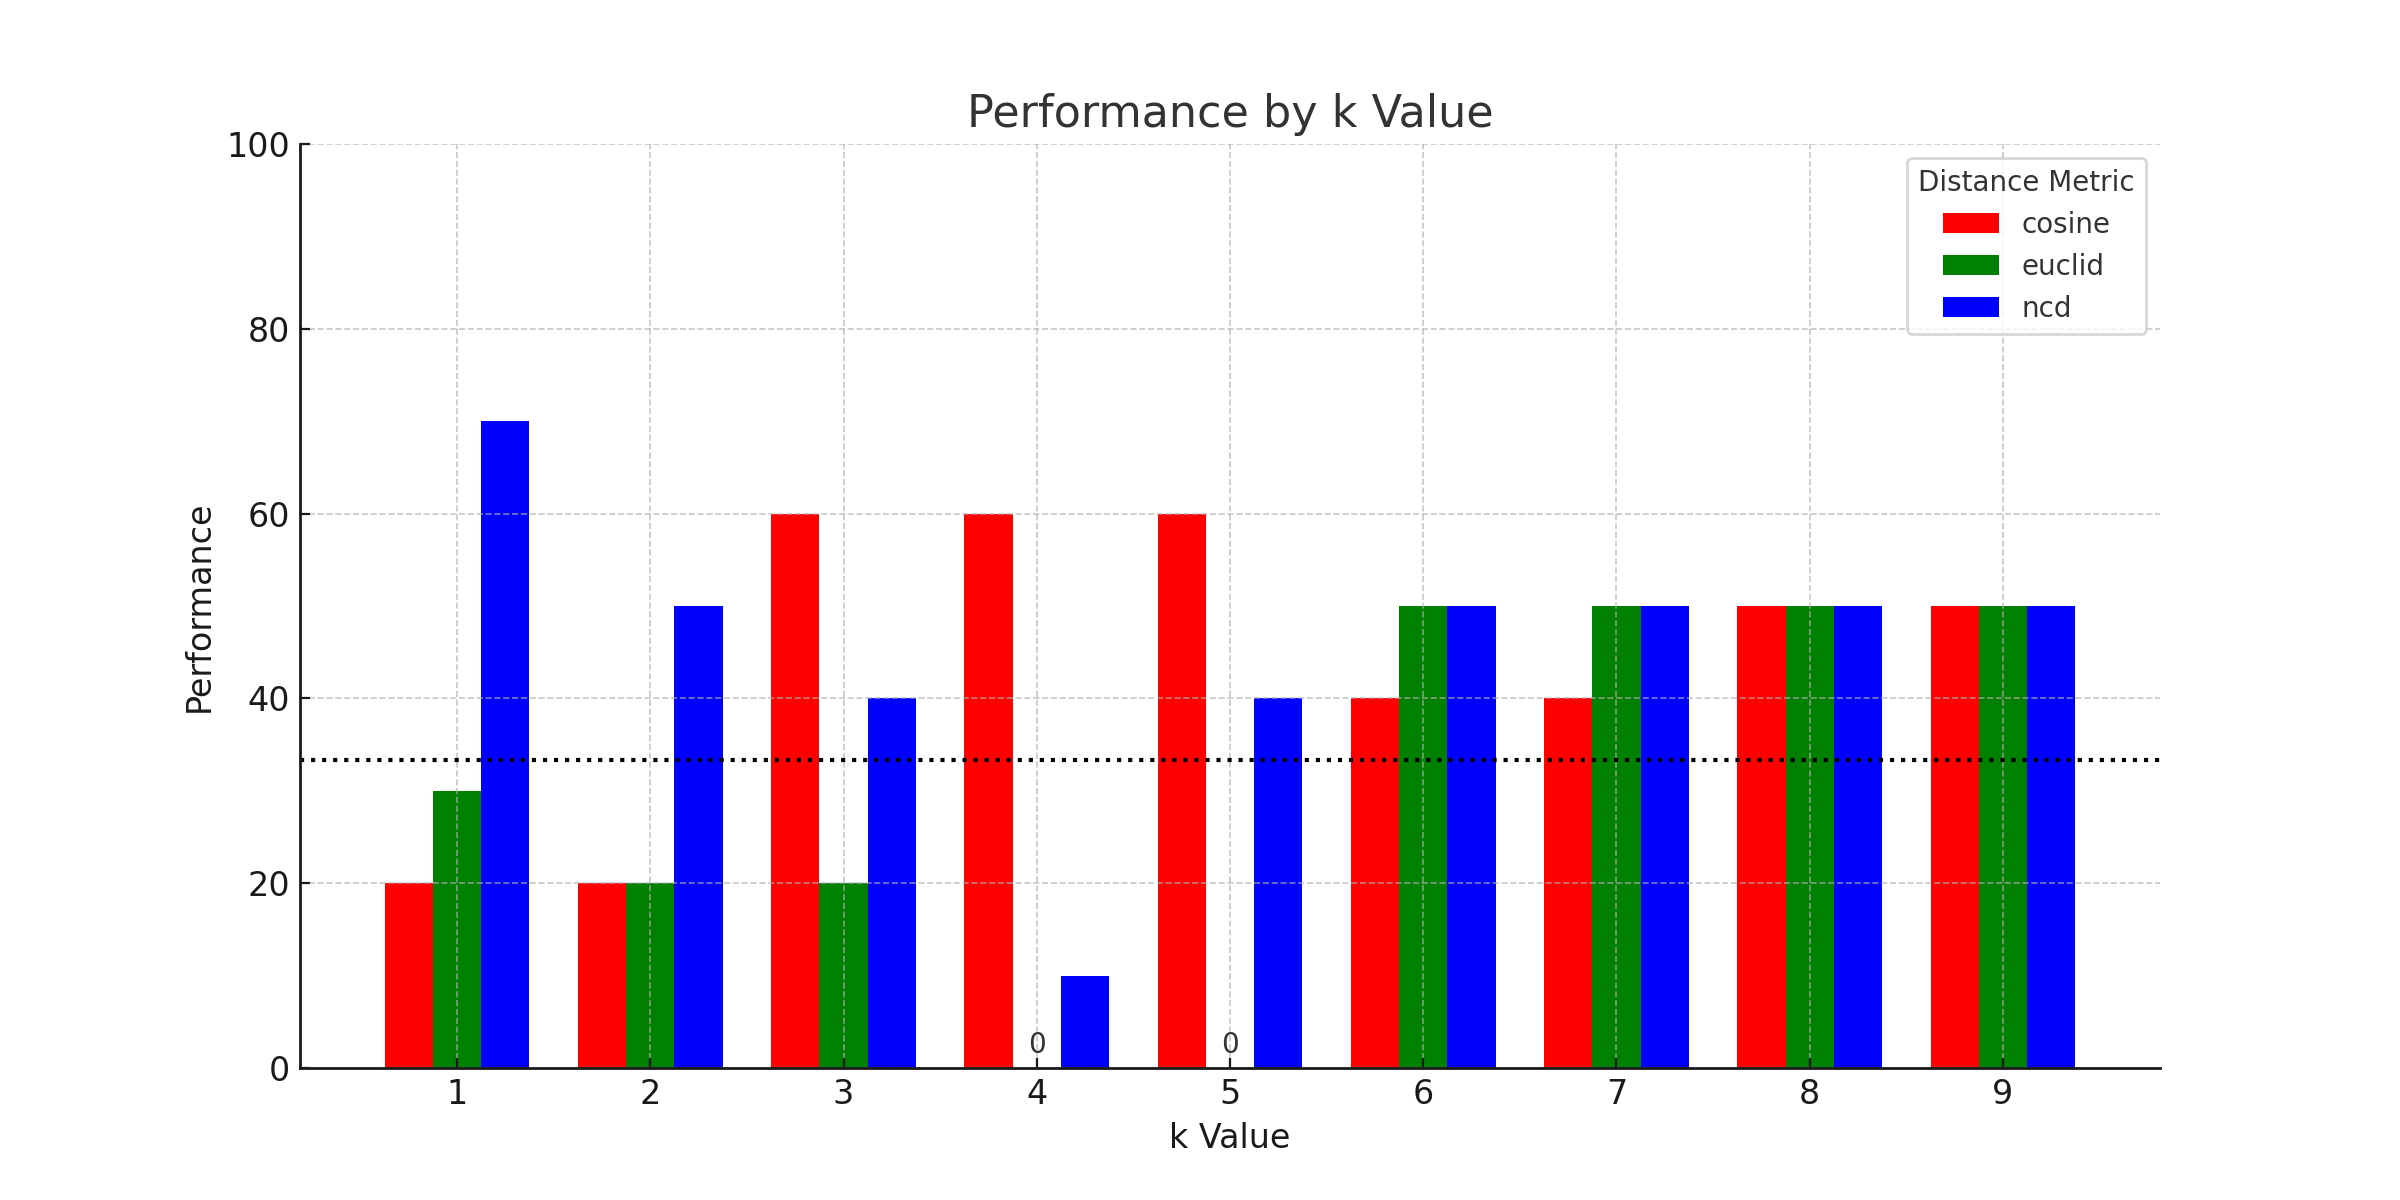 Performance by k Value
100
80
60
40
20
0
Performance
Distance Metric
cosine
euclid
ncd
0 0
1 2 3 4 5 6 7 8 9
k Value